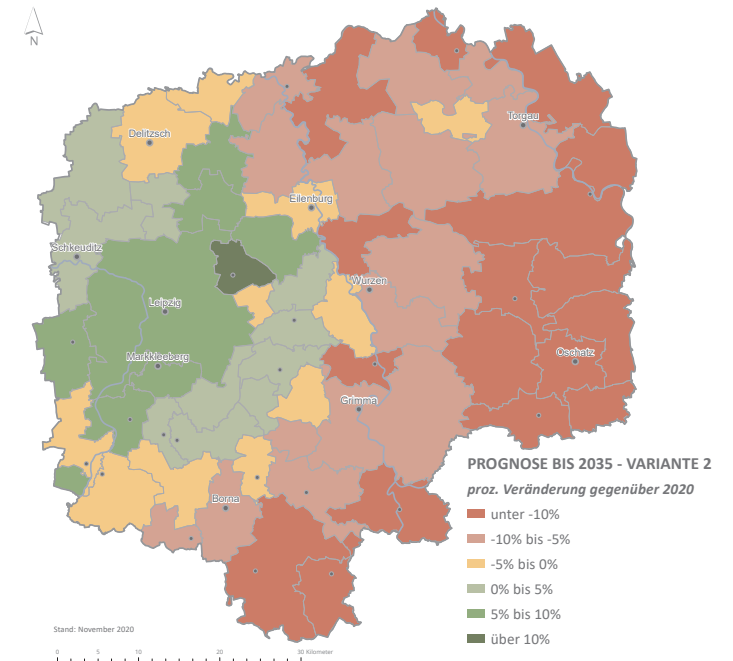 N
Delitzsch
Torgau
Eilenburg
Schkeuditz
Wurzen
Leipzig
Oschatz
Markkleeberg
Grimma
Borna
PROGNOSE BIS 2035 - VARIANTE 2
proz. Veränderung gegenüber 2020
unter -10%
-10% bis -5%
-5% bis 0%
0% bis 5%
5% bis 10%
über 10%
Stand: November 2020
0 5 10 20 30 Kilometer